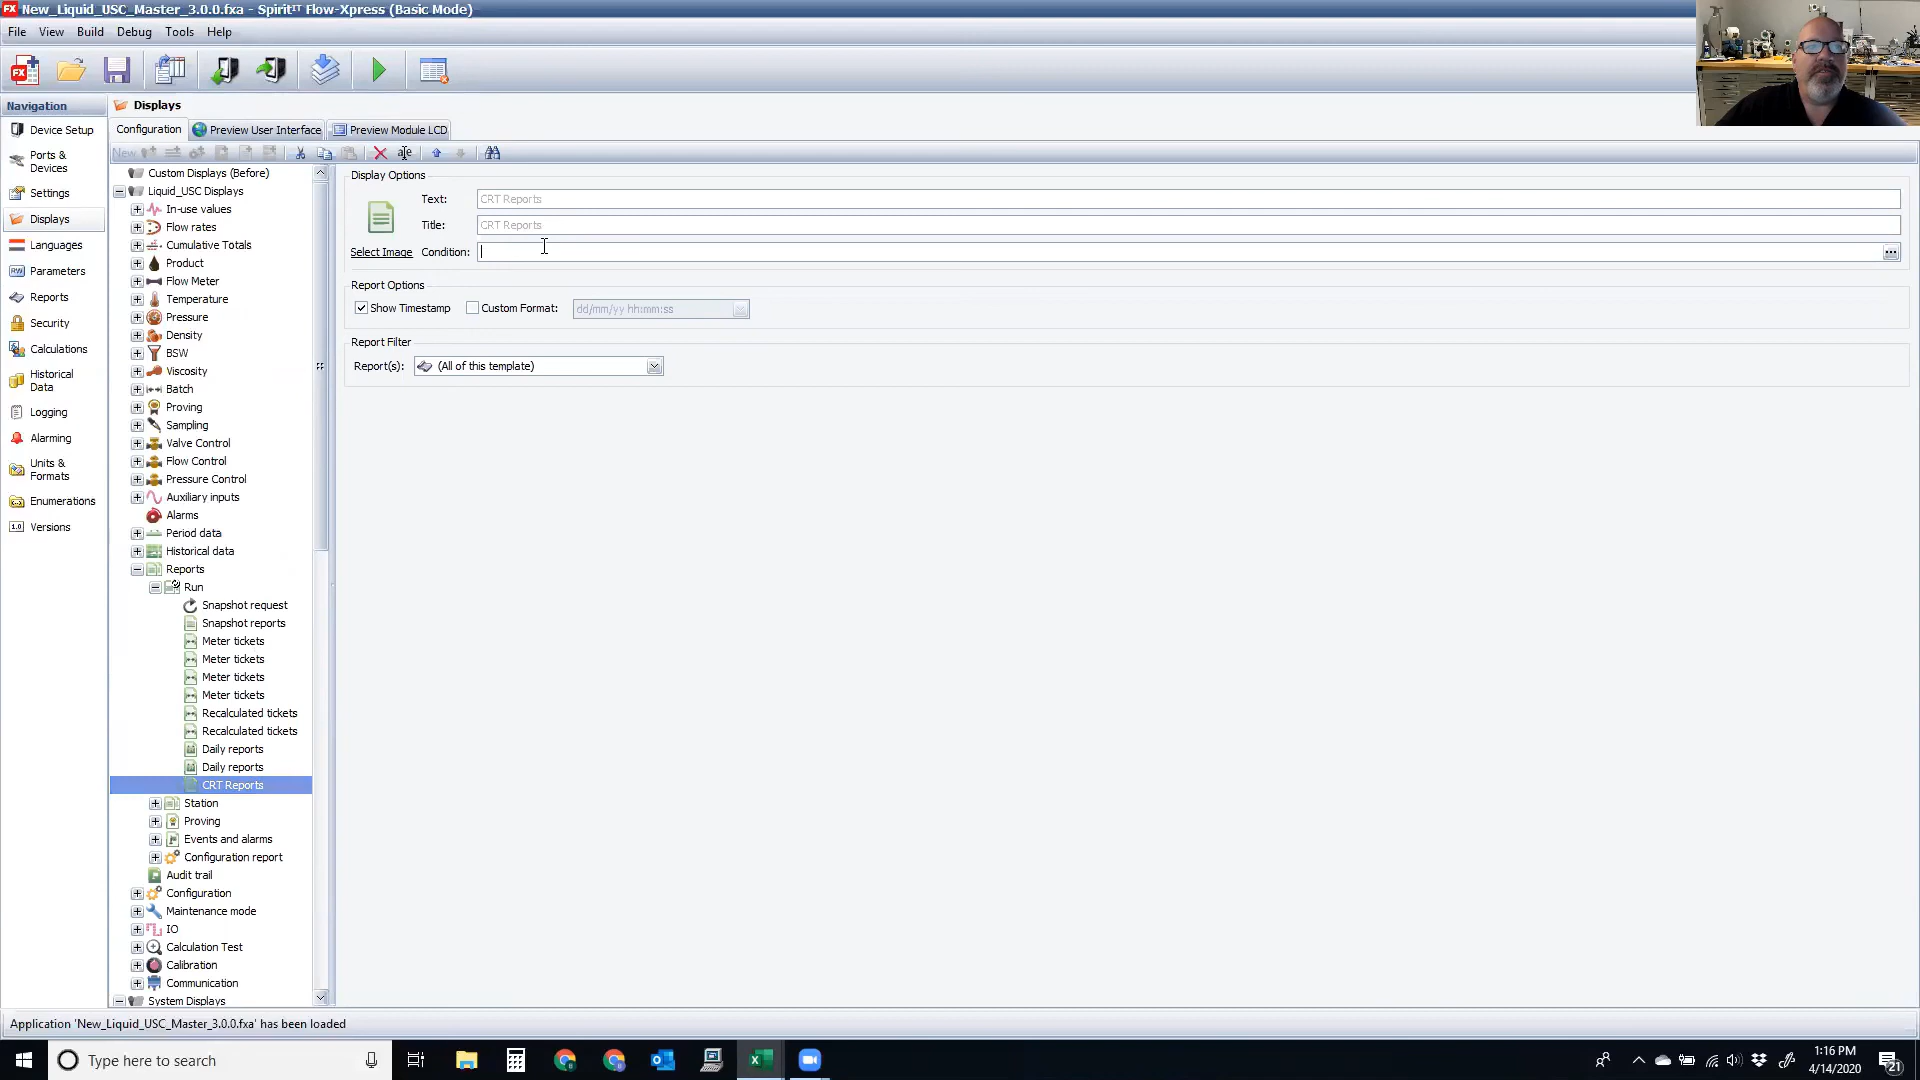 New_Liquid_USC_Master_3.0.0.fxa - Spiritᴵᵀ Flow-Xpress (Basic Mode)
File View Build Debug Tools Help
Navigation
Device Setup
Ports &
Devices
Settings
Displays
Languages
Parameters
Reports
Security
Calculations
Historical
Data
Logging
Alarming
Units &
Formats
Enumerations
Versions
Displays
Configuration Preview User Interface Preview Module LCD
New
Custom Displays (Before)
Liquid_USC Displays
In-use values
Flow rates
Cumulative Totals
Product
Flow Meter
Temperature
Pressure
Density
BSW
Viscosity
Batch
Proving
Sampling
Valve Control
Flow Control
Pressure Control
Auxiliary inputs
Alarms
Period data
Historical data
Reports
Run
Snapshot request
Snapshot reports
Meter tickets
Meter tickets
Meter tickets
Meter tickets
Recalculated tickets
Recalculated tickets
Daily reports
Daily reports
CRT Reports
Station
Proving
Events and alarms
Configuration report
Audit trail
Configuration
Maintenance mode
IO
Calculation Test
Calibration
Communication
System Displays
Display Options
Text: CRT Reports
Title: CRT Reports
Select Image Condition:
Report Options
Show Timestamp Custom Format: dd/mm/yy hh:mm:ss
Report Filter
Report(s): (All of this template)
Application 'New_Liquid_USC_Master_3.0.0.fxa' has been loaded
Type here to search
1:16 PM
4/14/2020
21